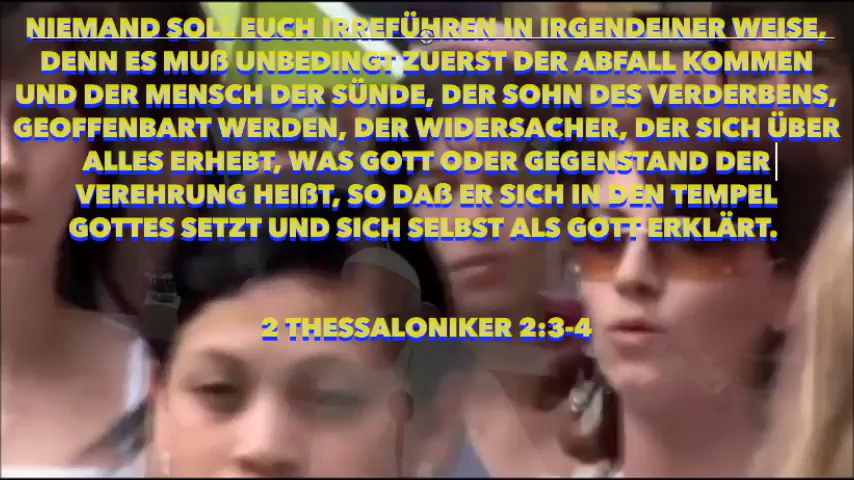 NIEMAND SOLL EUCH IRREFÜHREN IN IRGENDEINER WEISE,
DENN ES MUß UNBEDINGT ZUERST DER ABFALL KOMMEN
UND DER MENSCH DER SÜNDE, DER SOHN DES VERDERBENS,
GEOFFENBART WERDEN, DER WIDERSACHER, DER SICH ÜBER
ALLES ERHEBT, WAS GOTT ODER GEGENSTAND DER
VEREHRUNG HEIßT, SO DAß ER SICH IN DEN TEMPEL
GOTTES SETZT UND SICH SELBST ALS GOTT ERKLÄRT.
2 THESSALONIKER 2:3-4